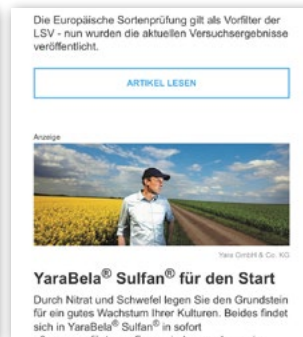 Die Europäische Sortenprüfung gilt als Vorfilter der
LSV - nun wurden die aktuellen Versuchsergebnisse
veröffentlicht.
ARTIKEL LESEN
Anzeige
Yara GmbH & Co. KG
YaraBela® Sulfan® für den Start
Durch Nitrat und Schwefel legen Sie den Grundstein
für ein gutes Wachstum Ihrer Kulturen. Beides findet
sich in YaraBela® Sulfan® in sofort